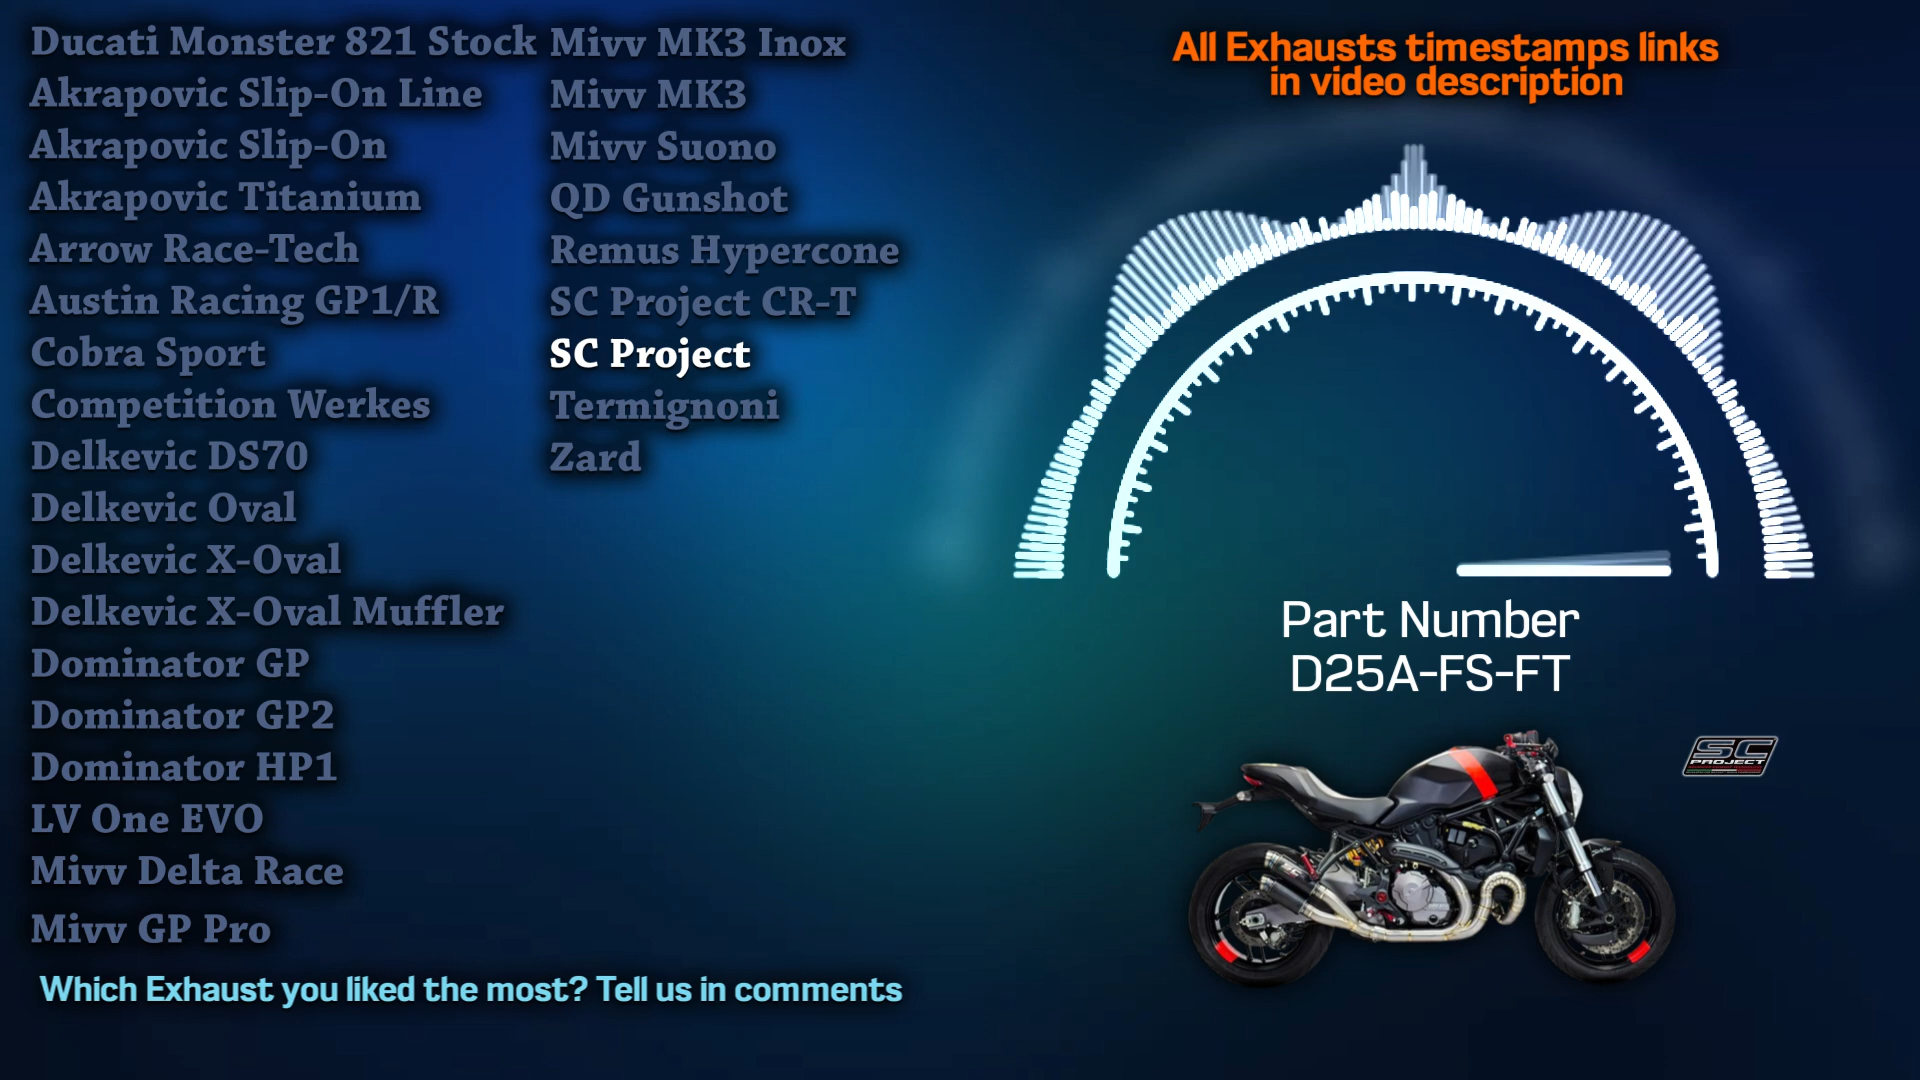 Ducati Monster 821 Stock
Akrapovic Slip-On Line
Akrapovic Slip-On
Akrapovic Titanium
Arrow Race-Tech
Austin Racing GP1/R
Cobra Sport
Competition Werkes
Delkevic DS70
Delkevic Oval
Delkevic X-Oval
Delkevic X-Oval Muffler
Dominator GP
Dominator GP2
Dominator HP1
LV One EVO
Mivv Delta Race
Mivv GP Pro
Mivv MK3 Inox
Mivv MK3
Mivv Suono
QD Gunshot
Remus Hypercone
SC Project CR-T
SC Project
Termignoni
Zard
Which Exhaust you liked the most? Tell us in comments
All Exhausts timestamps links
in video description
Part Number
D25A-FS-FT
SC
PROJECT